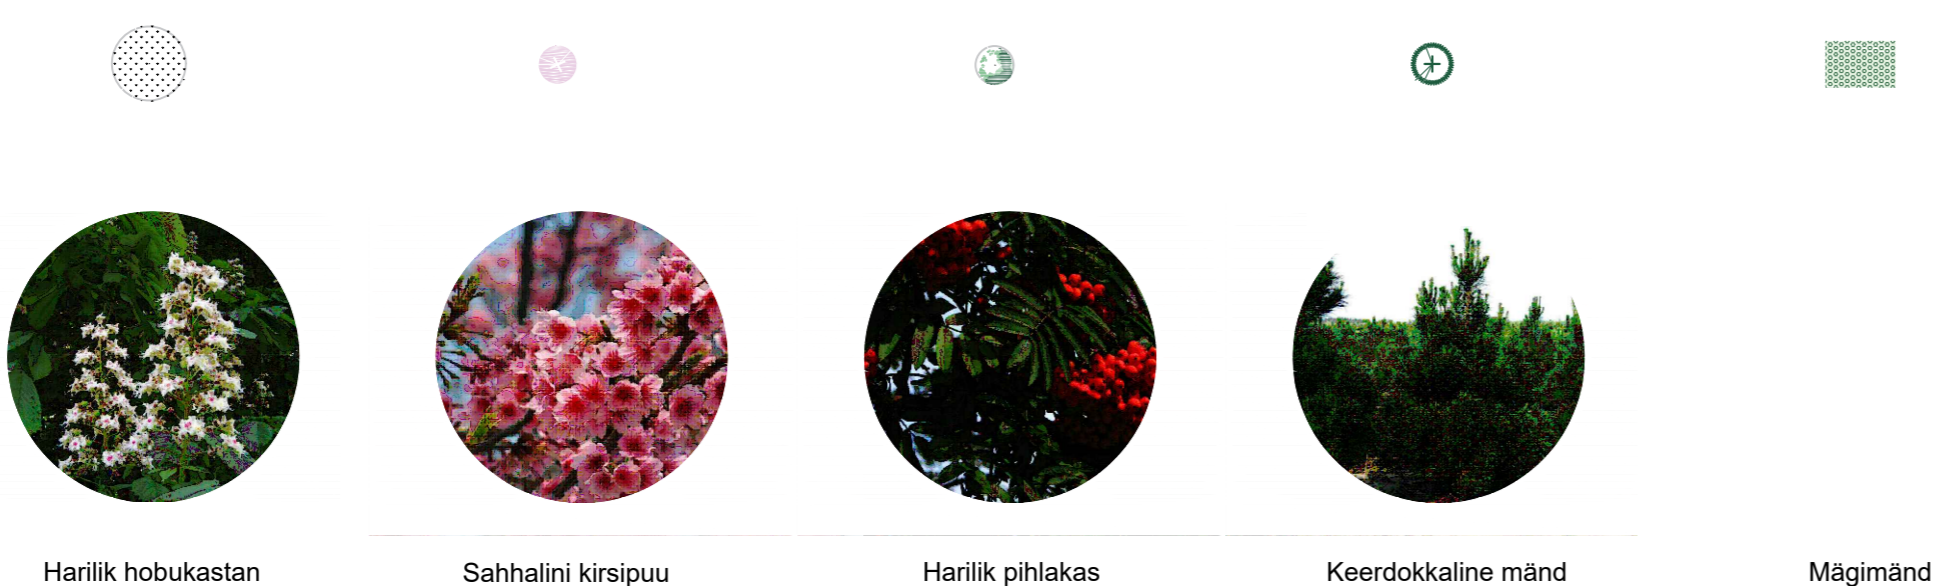 Harilik hobukastan
Sahhalini kirsipuu
Harilik pihlakas
Keerdokkaline mänd
Mägimänd